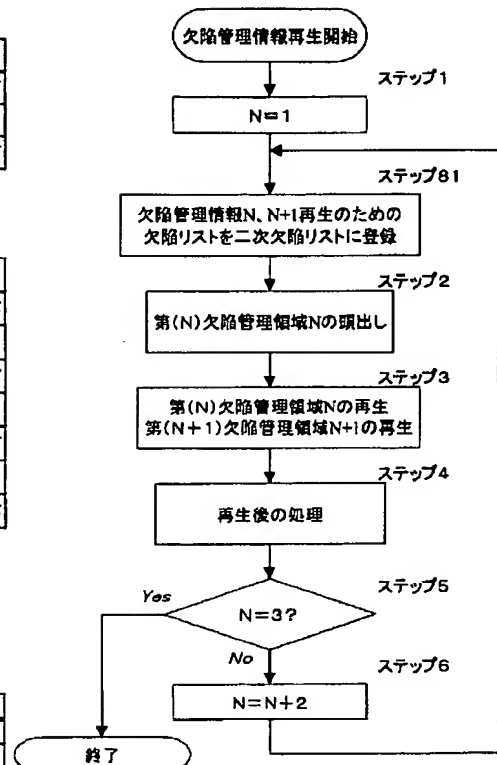 欠陥管理情報再生開始
ステップ1
N=1
ステップ81
欠陥管理情報N、N+1再生のための
欠陥リストを二次欠陥リストに登録
ステップ2
第(N)欠陥管理領域Nの頭出し
ステップ3
第(N)欠陥管理領域Nの再生
第(N+1)欠陥管理領域N+1の再生
ステップ4
再生後の処理
ステップ5
Yes
N=3?
No
ステップ6
N=N+2
終了